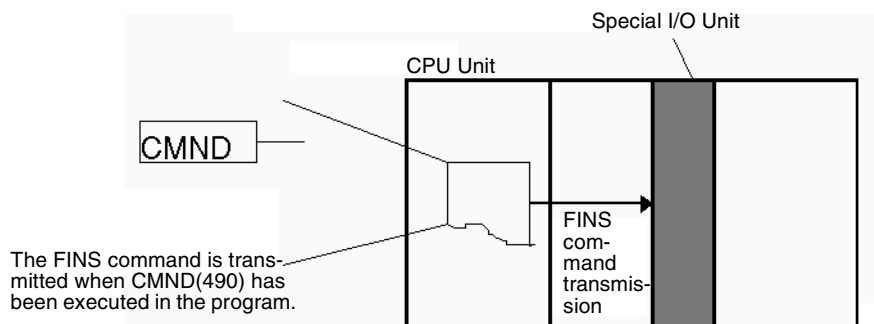 Special I/O Unit
CPU Unit
CMND
FINS
com-
mand
transmis-
sion
The FINS command is trans-
mitted when CMND(490) has
been executed in the program.